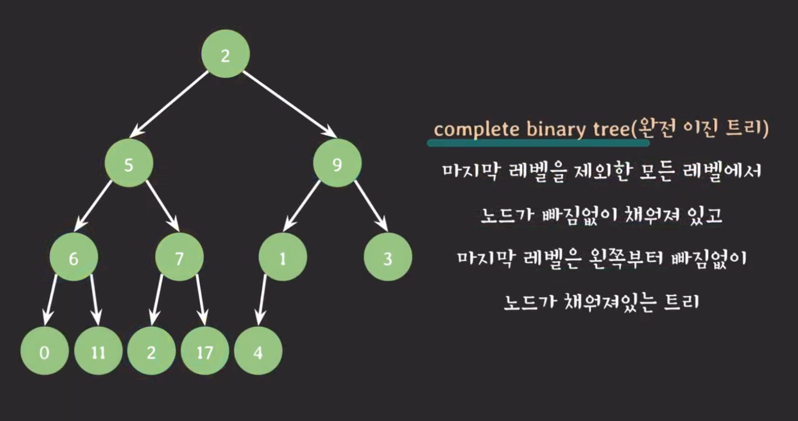 2
5
9
6
7
1
3
0
11
2
17
4
complete binary tree(완전 이진 트리)
마지막 레벨을 제외한 모든 레벨에서
노드가 빠짐없이 채워져 있고
마지막 레벨은 왼쪽부터 빠짐없이
노드가 채워져있는 트리